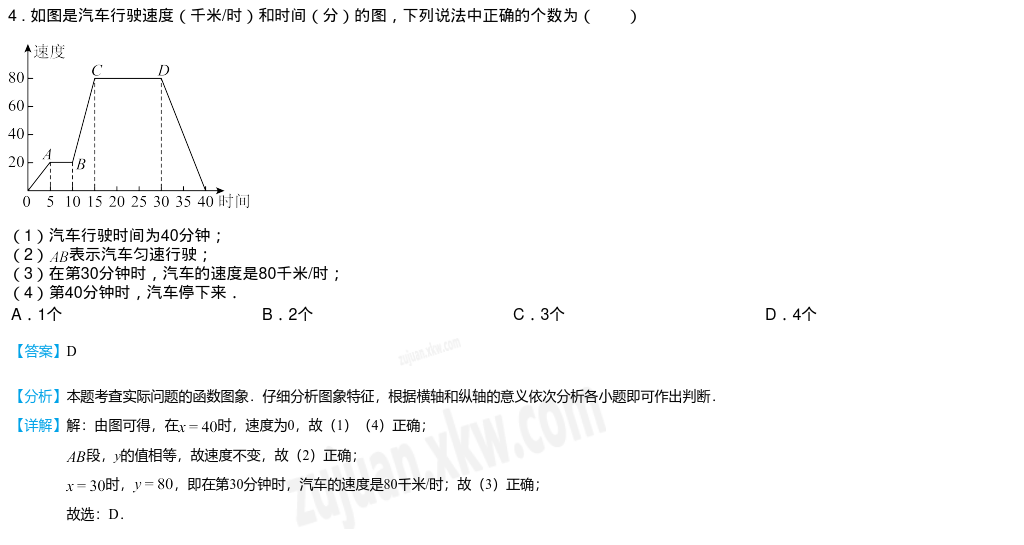 4．如图是汽车行驶速度（千米/时）和时间（分）的图，下列说法中正确的个数为（　　）
速度
80
60
40
20
A
B
C
D
0 5 10 15 20 25 30 35 40 时间
（1）汽车行驶时间为40分钟；
（2）AB表示汽车匀速行驶；
（3）在第30分钟时，汽车的速度是80千米/时；
（4）第40分钟时，汽车停下来．
A．1个 B．2个 C．3个 D．4个
【答案】D
zujuan.xkw.com
【分析】本题考查实际问题的函数图象．仔细分析图象特征，根据横轴和纵轴的意义依次分析各小题即可作出判断．
【详解】解：由图可得，在x = 40时，速度为0，故（1）（4）正确；
AB段，y的值相等，故速度不变，故（2）正确；
x = 30时，y = 80，即在第30分钟时，汽车的速度是80千米/时；故（3）正确；
故选：D．
zujuan.xkw.com